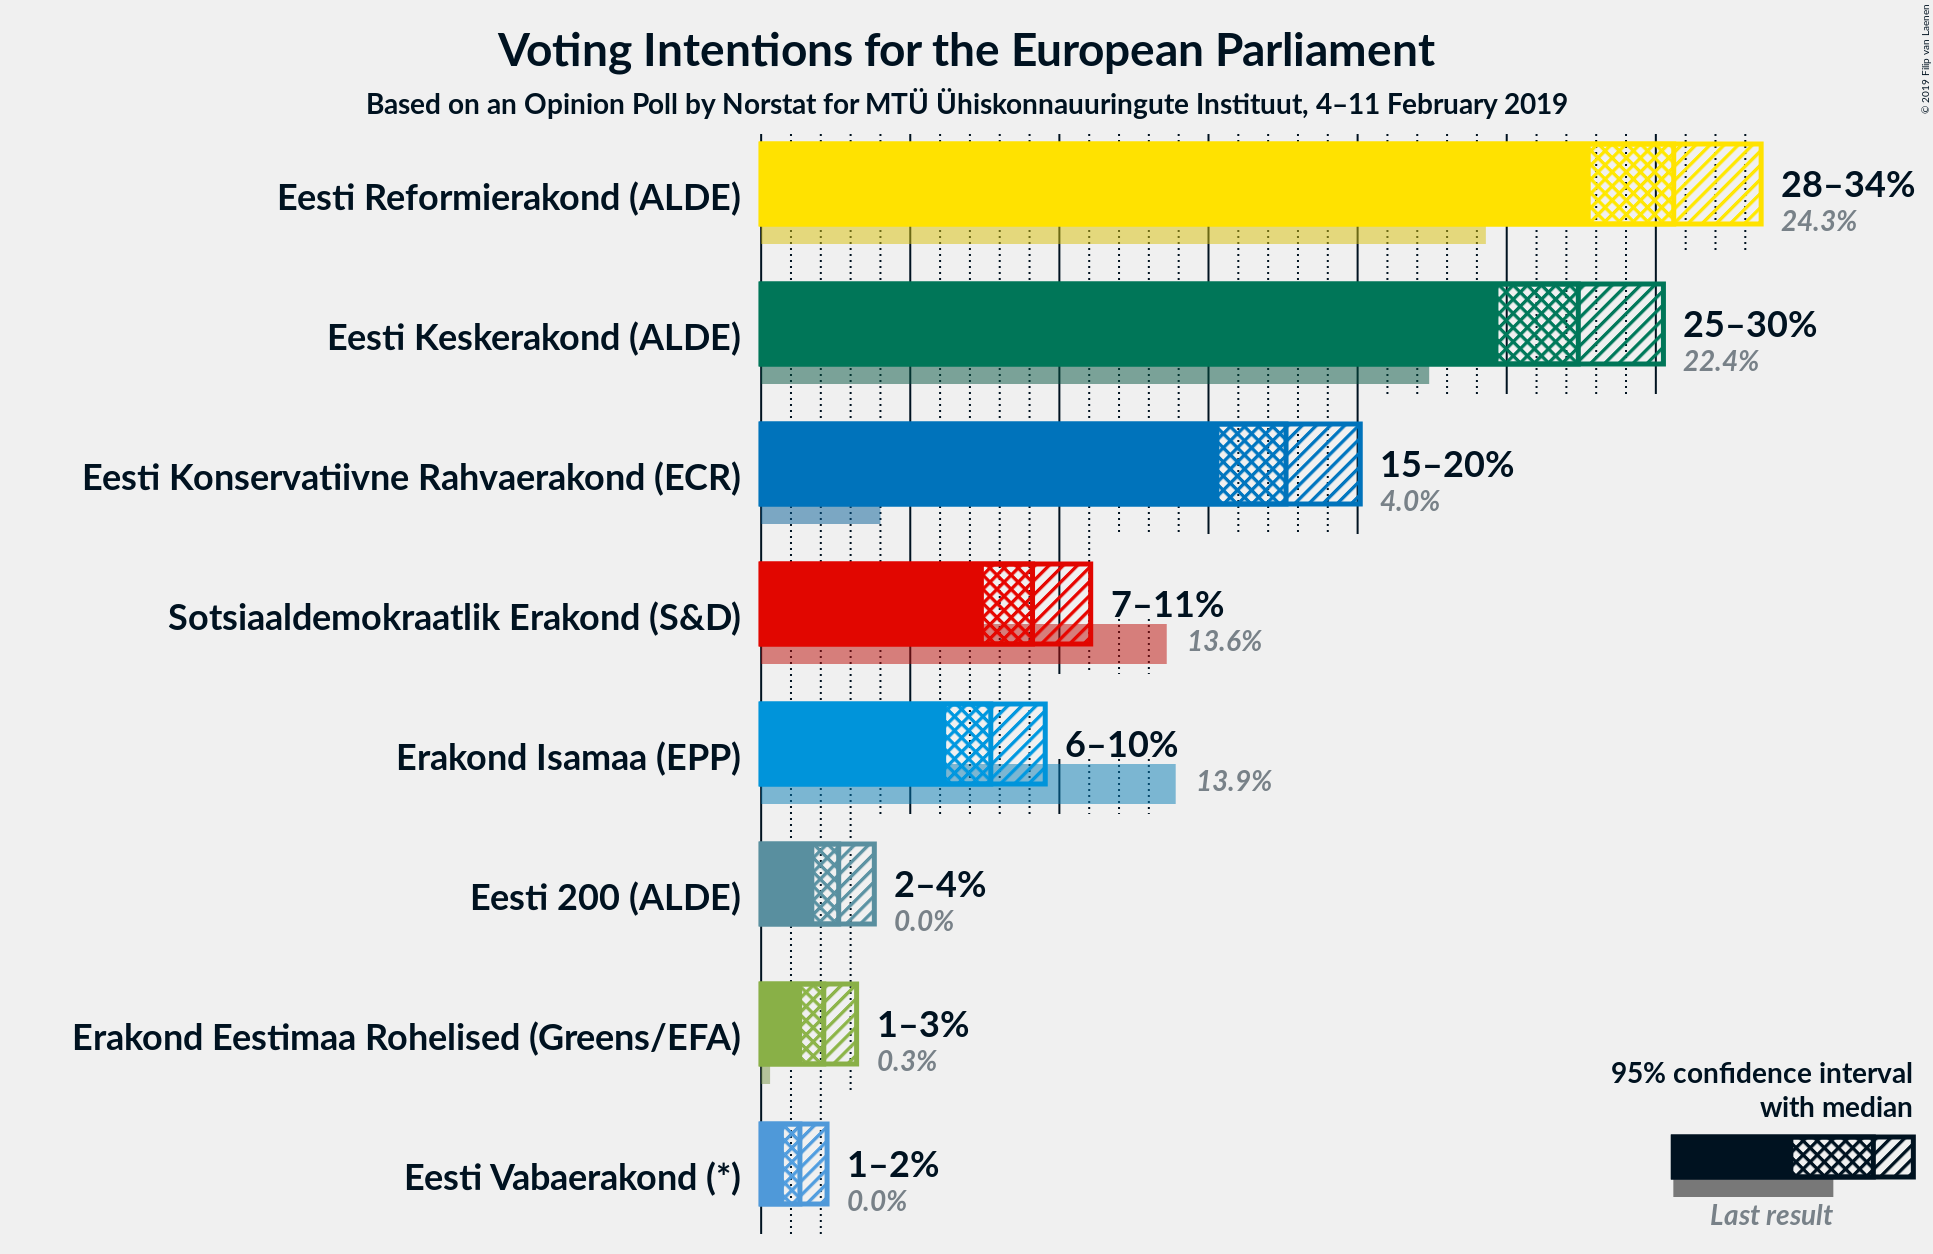 Voting Intentions for the European Parliament
Based on an Opinion Poll by Norstat for MTÜ Ühiskonnauuringute Instituut, 4–11 February 2019
© 2019 Filip van Laenen
Eesti Reformierakond (ALDE)
28–34%
24.3%
Eesti Keskerakond (ALDE)
25–30%
22.4%
Eesti Konservatiivne Rahvaerakond (ECR)
15–20%
4.0%
Sotsiaaldemokraatlik Erakond (S&D)
7–11%
13.6%
Erakond Isamaa (EPP)
6–10%
13.9%
Eesti 200 (ALDE)
2–4%
0.0%
Erakond Eestimaa Rohelised (Greens/EFA)
1–3%
0.3%
Eesti Vabaerakond (*)
1–2%
0.0%
95% confidence interval
with median
Last result